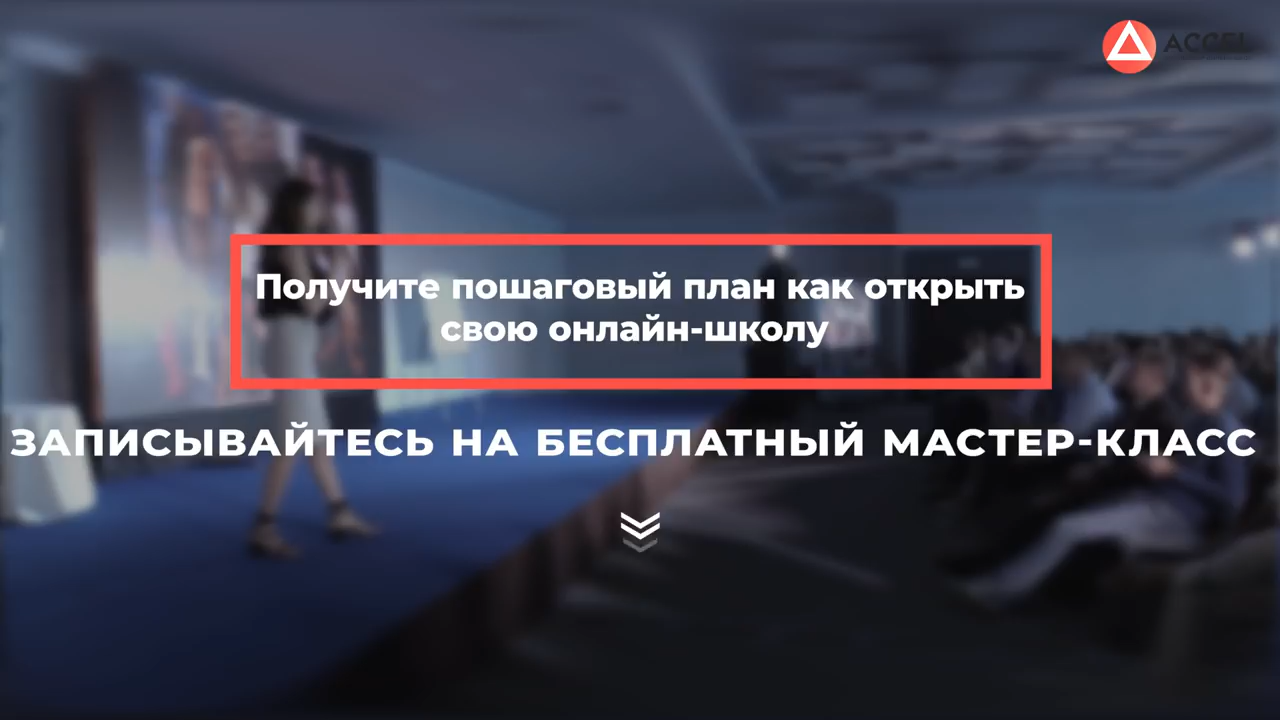 ACCEL
Получите пошаговый план как открыть
свою онлайн-школу
ЗАПИСЫВАЙТЕСЬ НА БЕСПЛАТНЫЙ МАСТЕР-КЛАСС